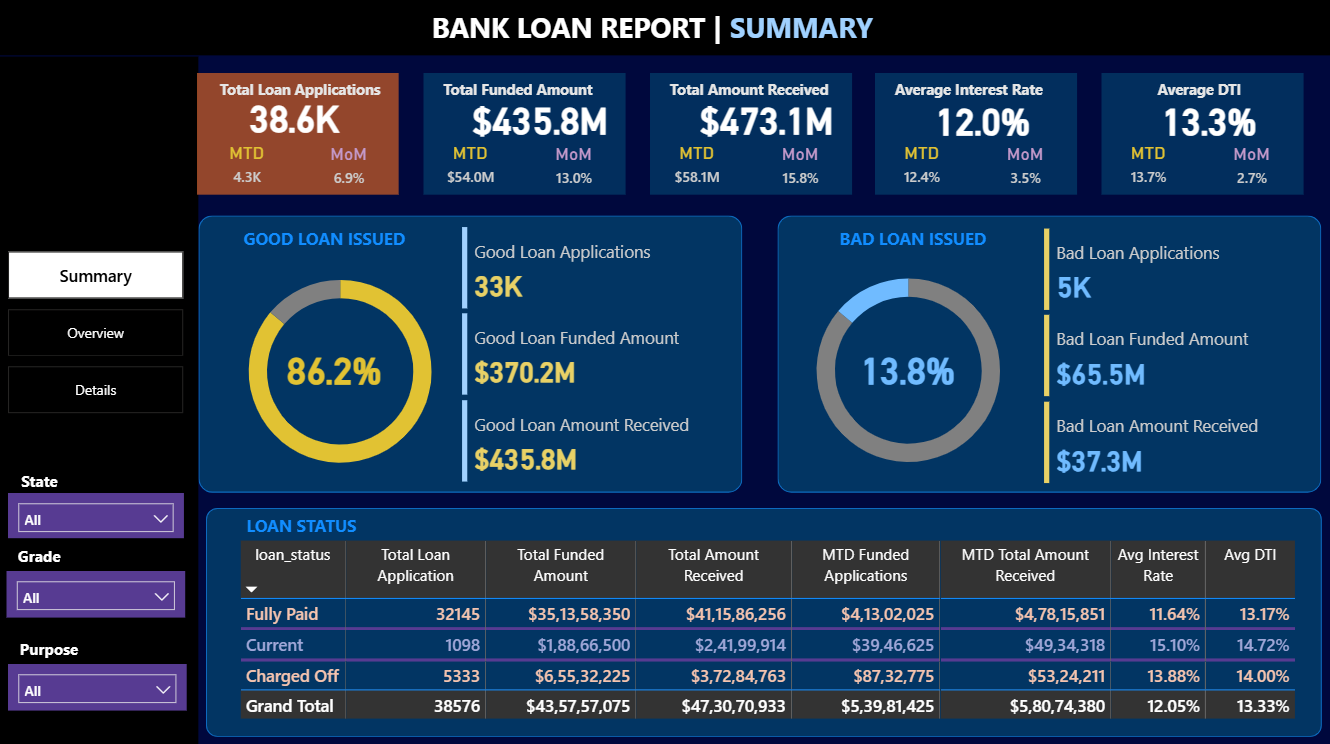 BANK LOAN REPORT | SUMMARY
Total Loan Applications
38.6K
MTD MoM
4.3K 6.9%
Total Funded Amount
$435.8M
MTD MoM
$54.0M 13.0%
Total Amount Received
$473.1M
MTD MoM
$58.1M 15.8%
Average Interest Rate
12.0%
MTD MoM
12.4% 3.5%
Average DTI
13.3%
MTD MoM
13.7% 2.7%
Summary
Overview
Details
State
All
Grade
All
Purpose
All
GOOD LOAN ISSUED
86.2%
Good Loan Applications
33K
Good Loan Funded Amount
$370.2M
Good Loan Amount Received
$435.8M
BAD LOAN ISSUED
13.8%
Bad Loan Applications
5K
Bad Loan Funded Amount
$65.5M
Bad Loan Amount Received
$37.3M
LOAN STATUS
loan_status Total Loan Application Total Funded Amount Total Amount Received MTD Funded Applications MTD Total Amount Received Avg Interest Rate Avg DTI
Fully Paid 32145 $35,13,58,350 $41,15,86,256 $4,13,02,025 $4,78,15,851 11.64% 13.17%
Current 1098 $1,88,66,500 $2,41,99,914 $39,46,625 $49,34,318 15.10% 14.72%
Charged Off 5333 $6,55,32,225 $3,72,84,763 $87,32,775 $53,24,211 13.88% 14.00%
Grand Total 38576 $43,57,57,075 $47,30,70,933 $5,39,81,425 $5,80,74,380 12.05% 13.33%